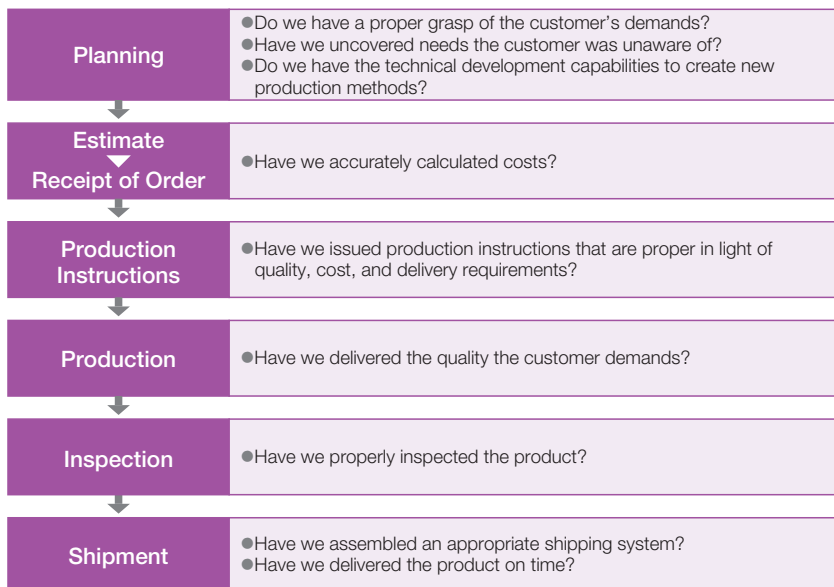 Planning
●Do we have a proper grasp of the customer's demands?
●Have we uncovered needs the customer was unaware of?
●Do we have the technical development capabilities to create new
production methods?
Estimate
Receipt of Order
●Have we accurately calculated costs?
Production
Instructions
●Have we issued production instructions that are proper in light of
quality, cost, and delivery requirements?
Production
●Have we delivered the quality the customer demands?
Inspection
●Have we properly inspected the product?
Shipment
●Have we assembled an appropriate shipping system?
●Have we delivered the product on time?